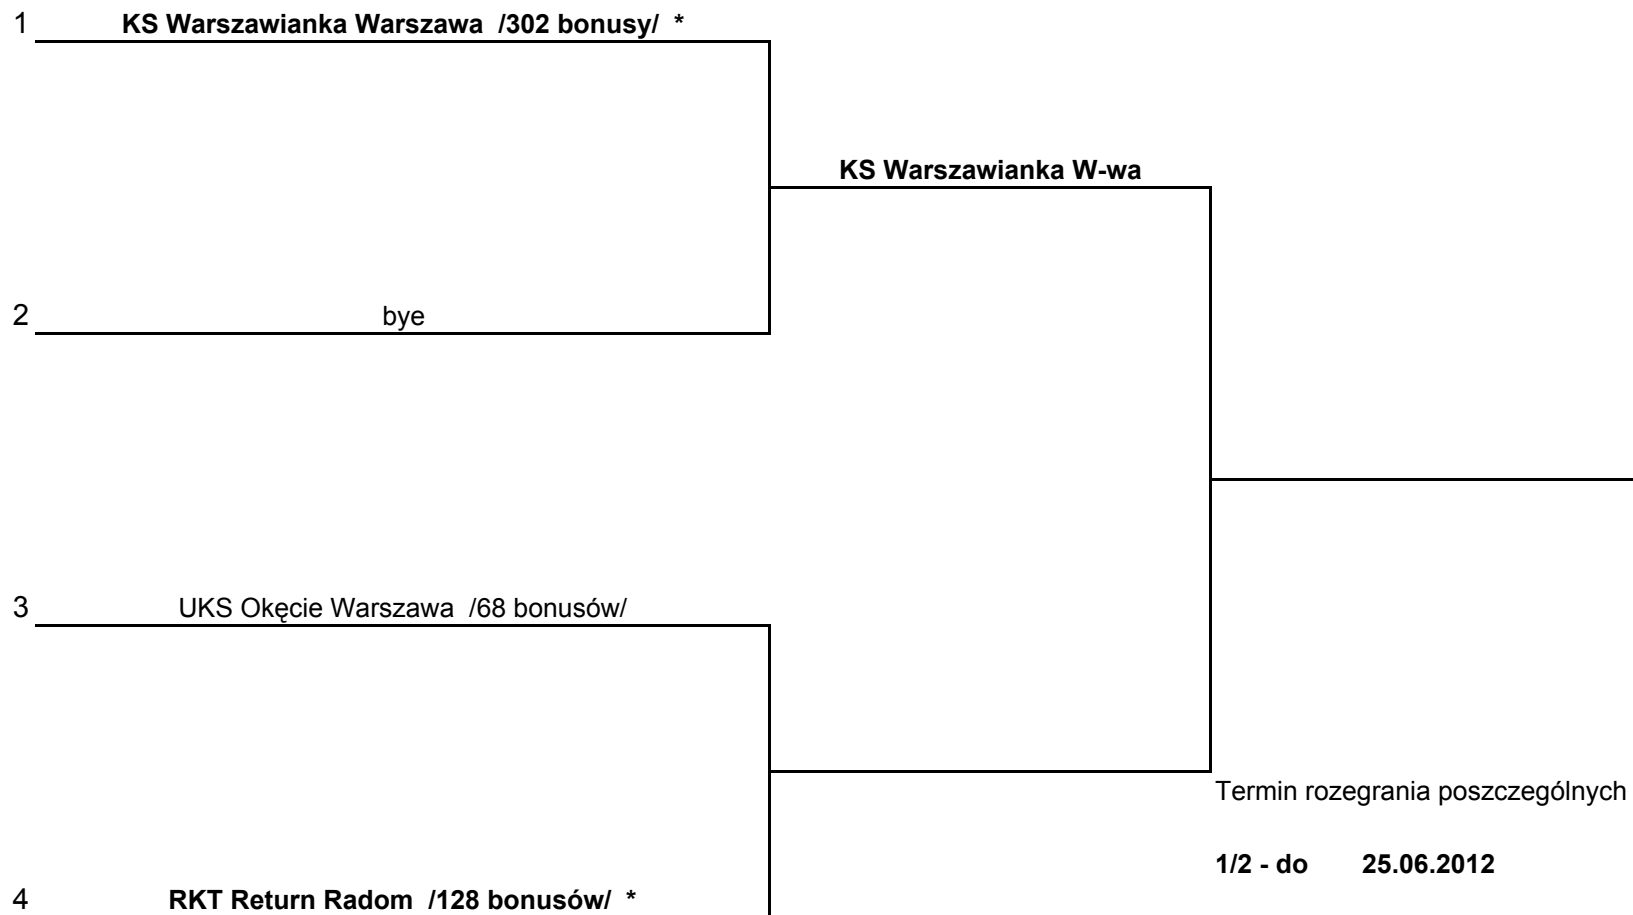 1 KS Warszawianka Warszawa /302 bonusy/ *
KS Warszawianka W-wa
2 bye
3 UKS Okęcie Warszawa /68 bonusów/
Termin rozegrania poszczególnych
1/2 - do 25.06.2012
4 RKT Return Radom /128 bonusów/ *